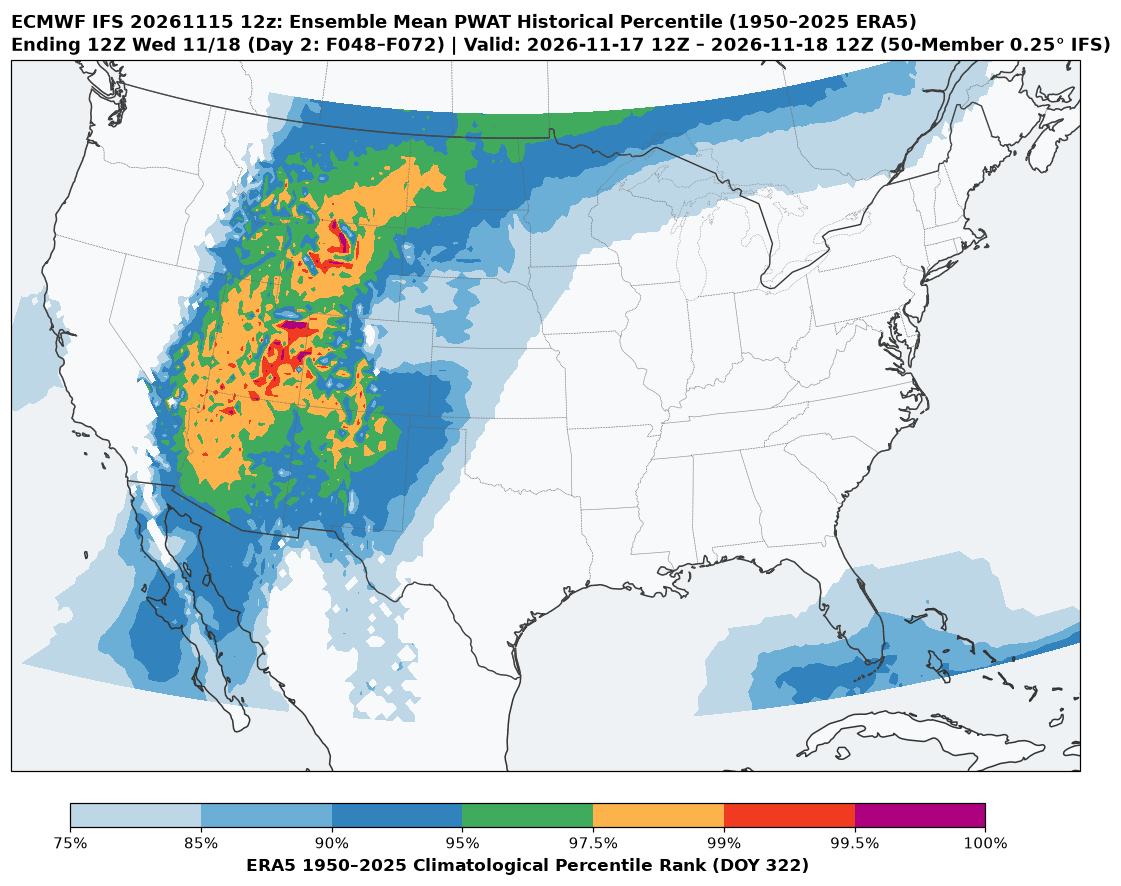 ECMWF IFS 20261115 12z: Ensemble Mean PWAT Historical Percentile (1950–2025 ERA5)
Ending 12Z Wed 11/18 (Day 2: F048–F072) | Valid: 2026-11-17 12Z – 2026-11-18 12Z (50-Member 0.25° IFS)
75% 85% 90% 95% 97.5% 99% 99.5% 100%
ERA5 1950–2025 Climatological Percentile Rank (DOY 322)